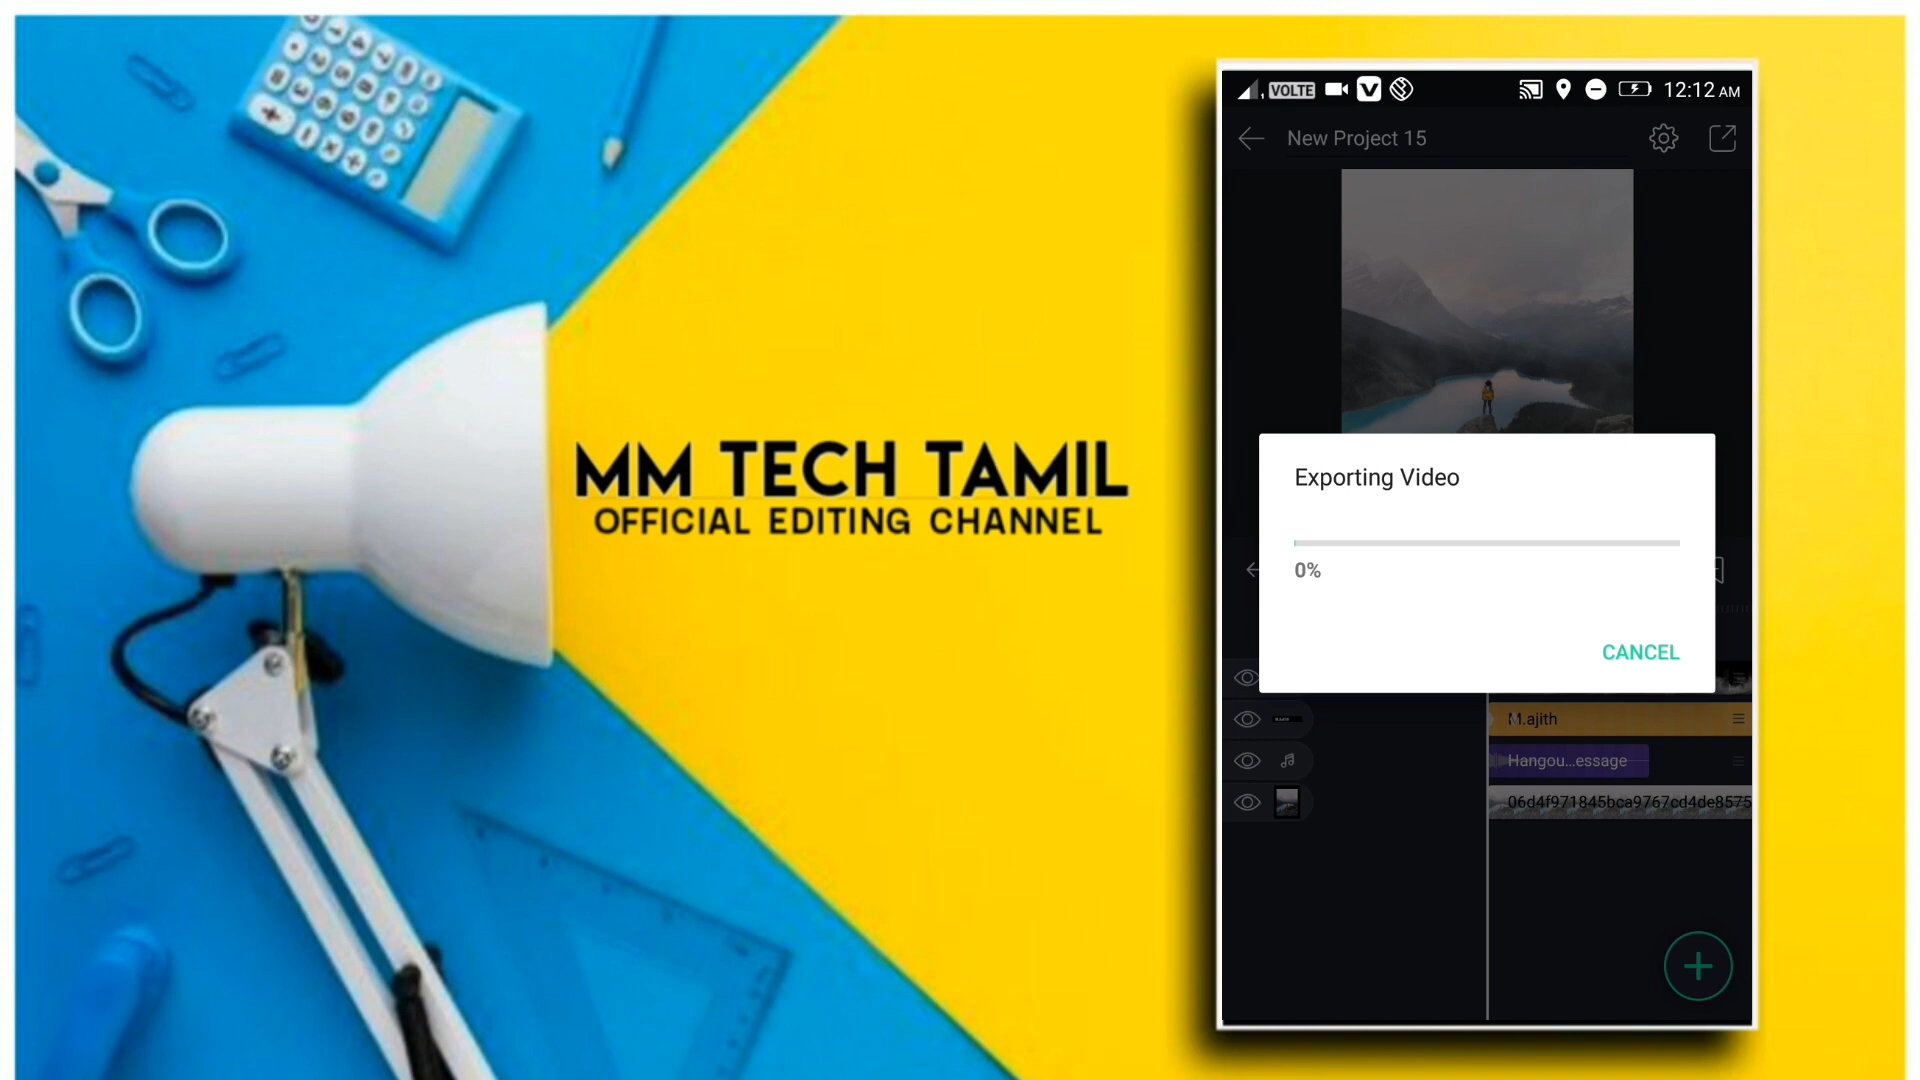 MM TECH TAMIL
OFFICIAL EDITING CHANNEL
VOLTE
12:12 AM
New Project 15
Exporting Video
0%
CANCEL
M.ajith
Hangou...essage
06d4f971845bca9767cd4de8575